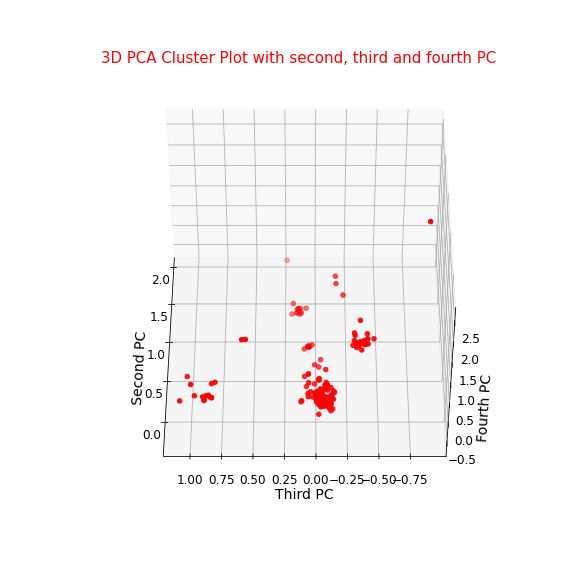 3D PCA Cluster Plot with second, third and fourth PC
2.0
1.5
1.0
0.5
0.0
Second PC
2.5
2.0
1.5
1.0
0.5
0.0
−0.5
Fourth PC
1.00 0.75 0.50 0.25 0.00 −0.25 −0.50 −0.75
Third PC